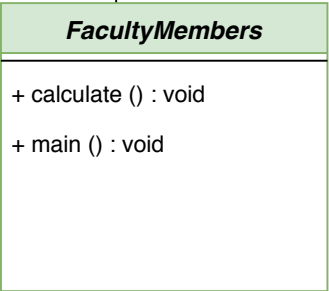 FacultyMembers
+ calculate () : void
+ main () : void